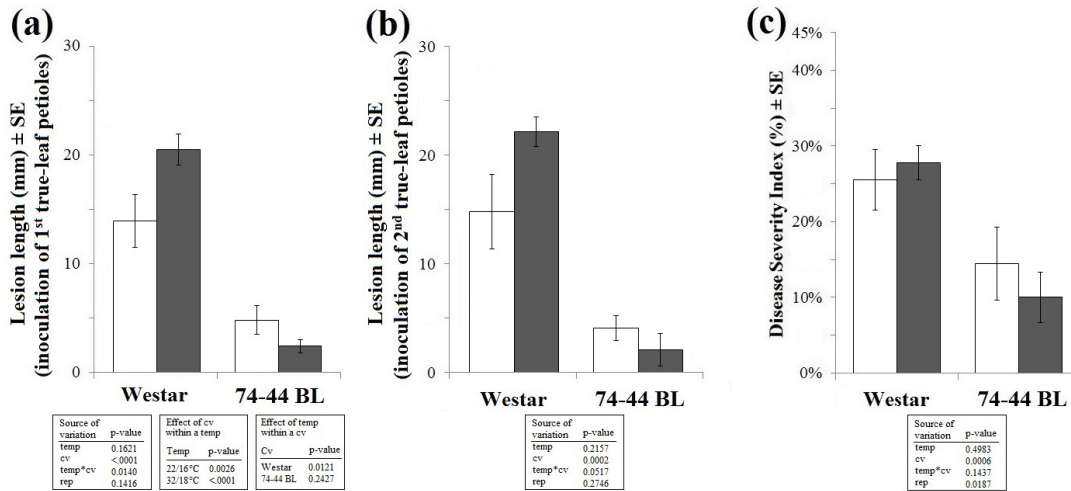 (a)
Lesion length (mm) ± SE
(inoculation of 1st true-leaf petioles)
30
20
10
0
Westar 74-44 BL
Source of variation p-value
temp 0.1621
cv <.0001
temp*cv 0.0140
rep 0.1416
Effect of cv
within a temp
Temp p-value
22/16°C 0.0026
32/18°C <.0001
Effect of temp
within a cv
Cv p-value
Westar 0.0121
74-44 BL 0.2427
(b)
Lesion length (mm) ± SE
(inoculation of 2nd true-leaf petioles)
30
20
10
0
Westar 74-44 BL
Source of variation p-value
temp 0.2157
cv 0.0002
temp*cv 0.0517
rep 0.2746
(c)
Disease Severity Index (%) ± SE
45%
40%
30%
20%
10%
0%
Westar 74-44 BL
Source of variation p-value
temp 0.4983
cv 0.0006
temp*cv 0.1437
rep 0.0187